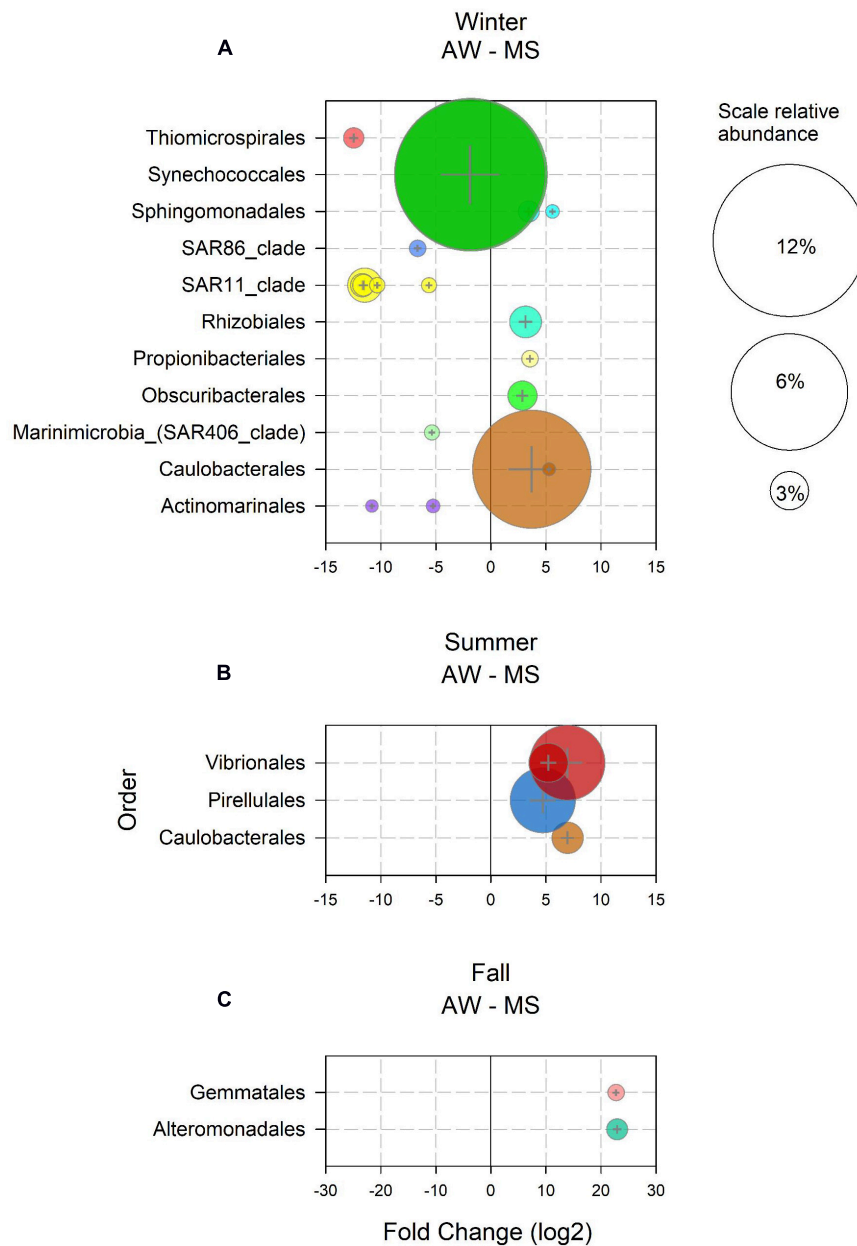 Winter
A
AW - MS
Scale relative
abundance
Thiomicrospirales
Synechococcales
Sphingomonadales
SAR86_clade
SAR11_clade
Rhizobiales
Propionibacteriales
Obscuribacterales
Marinimicrobia_(SAR406_clade)
Caulobacterales
Actinomarinales
12%
6%
3%
-15 -10 -5 0 5 10 15
Summer
B
AW - MS
Order
Vibrionales
Pirellulales
Caulobacterales
-15 -10 -5 0 5 10 15
Fall
C
AW - MS
Gemmatales
Alteromonadales
-30 -20 -10 0 10 20 30
Fold Change (log2)